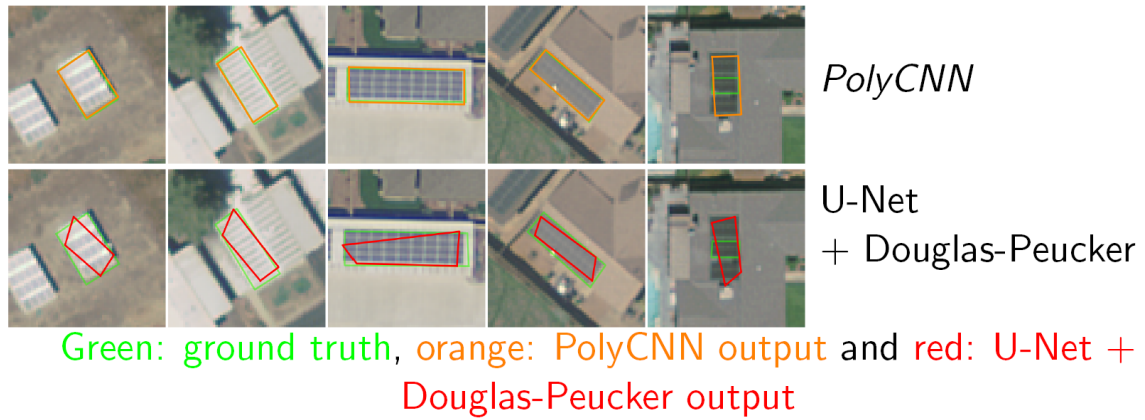 PolyCNN
U-Net
+ Douglas-Peucker
Green: ground truth, orange: PolyCNN output and red: U-Net +
Douglas-Peucker output